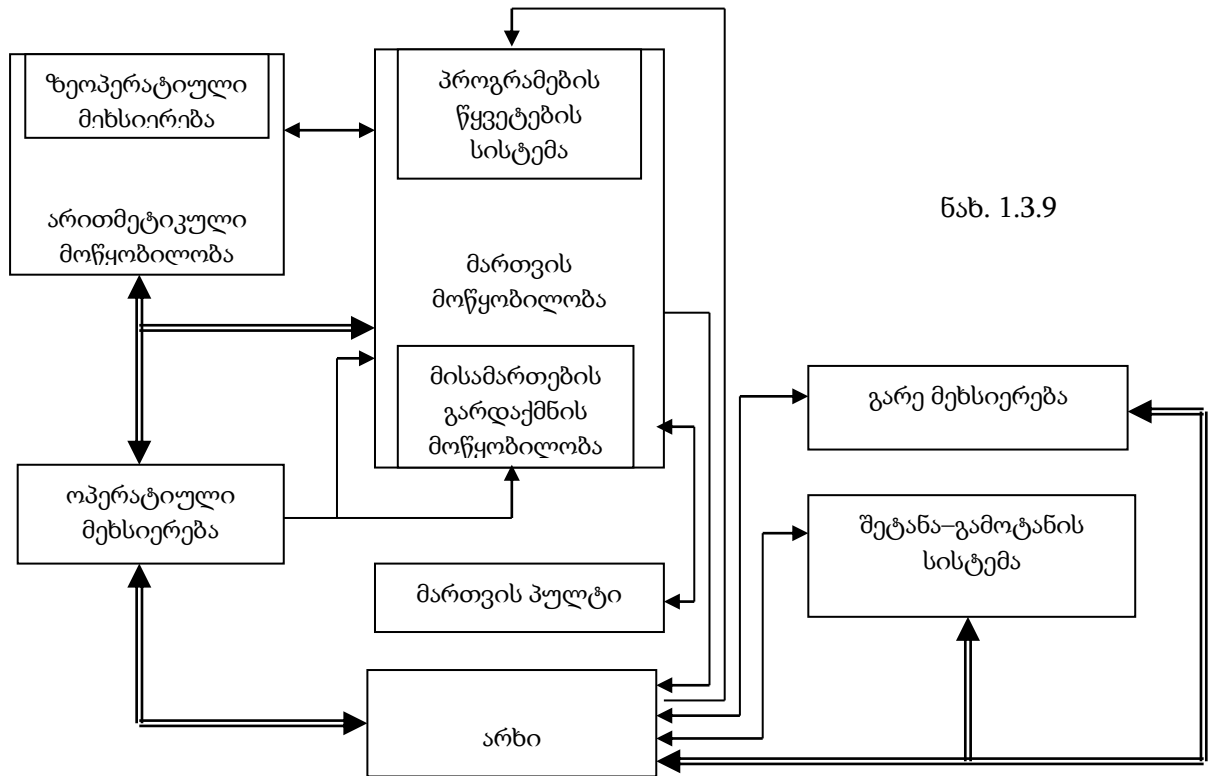 ზეოპერატიული
მეხსიერება
არითმეტიკული
მოწყობილობა
პროგრამების
წყვეტების
სისტემა
მართვის
მოწყობილობა
მისამართების
გარდაქმნის
მოწყობილობა
ნახ. 1.3.9
გარე მეხსიერება
ოპერატიული
მეხსიერება
შეტანა–გამოტანის
სისტემა
მართვის პულტი
არხი